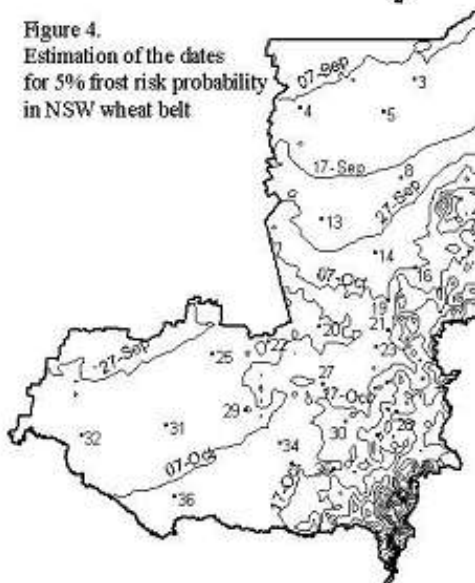 Figure 4.
Estimation of the dates
for 5% frost risk probability
in NSW wheat belt
07-Sep
3
4
5
17-Sep
8
27-Sep
13
14
07-Oct
16
19
20
21
22
23
27-Sep
25
27
17-Oct
29
28
30
31
32
34
07-Oct
17-Oct
36